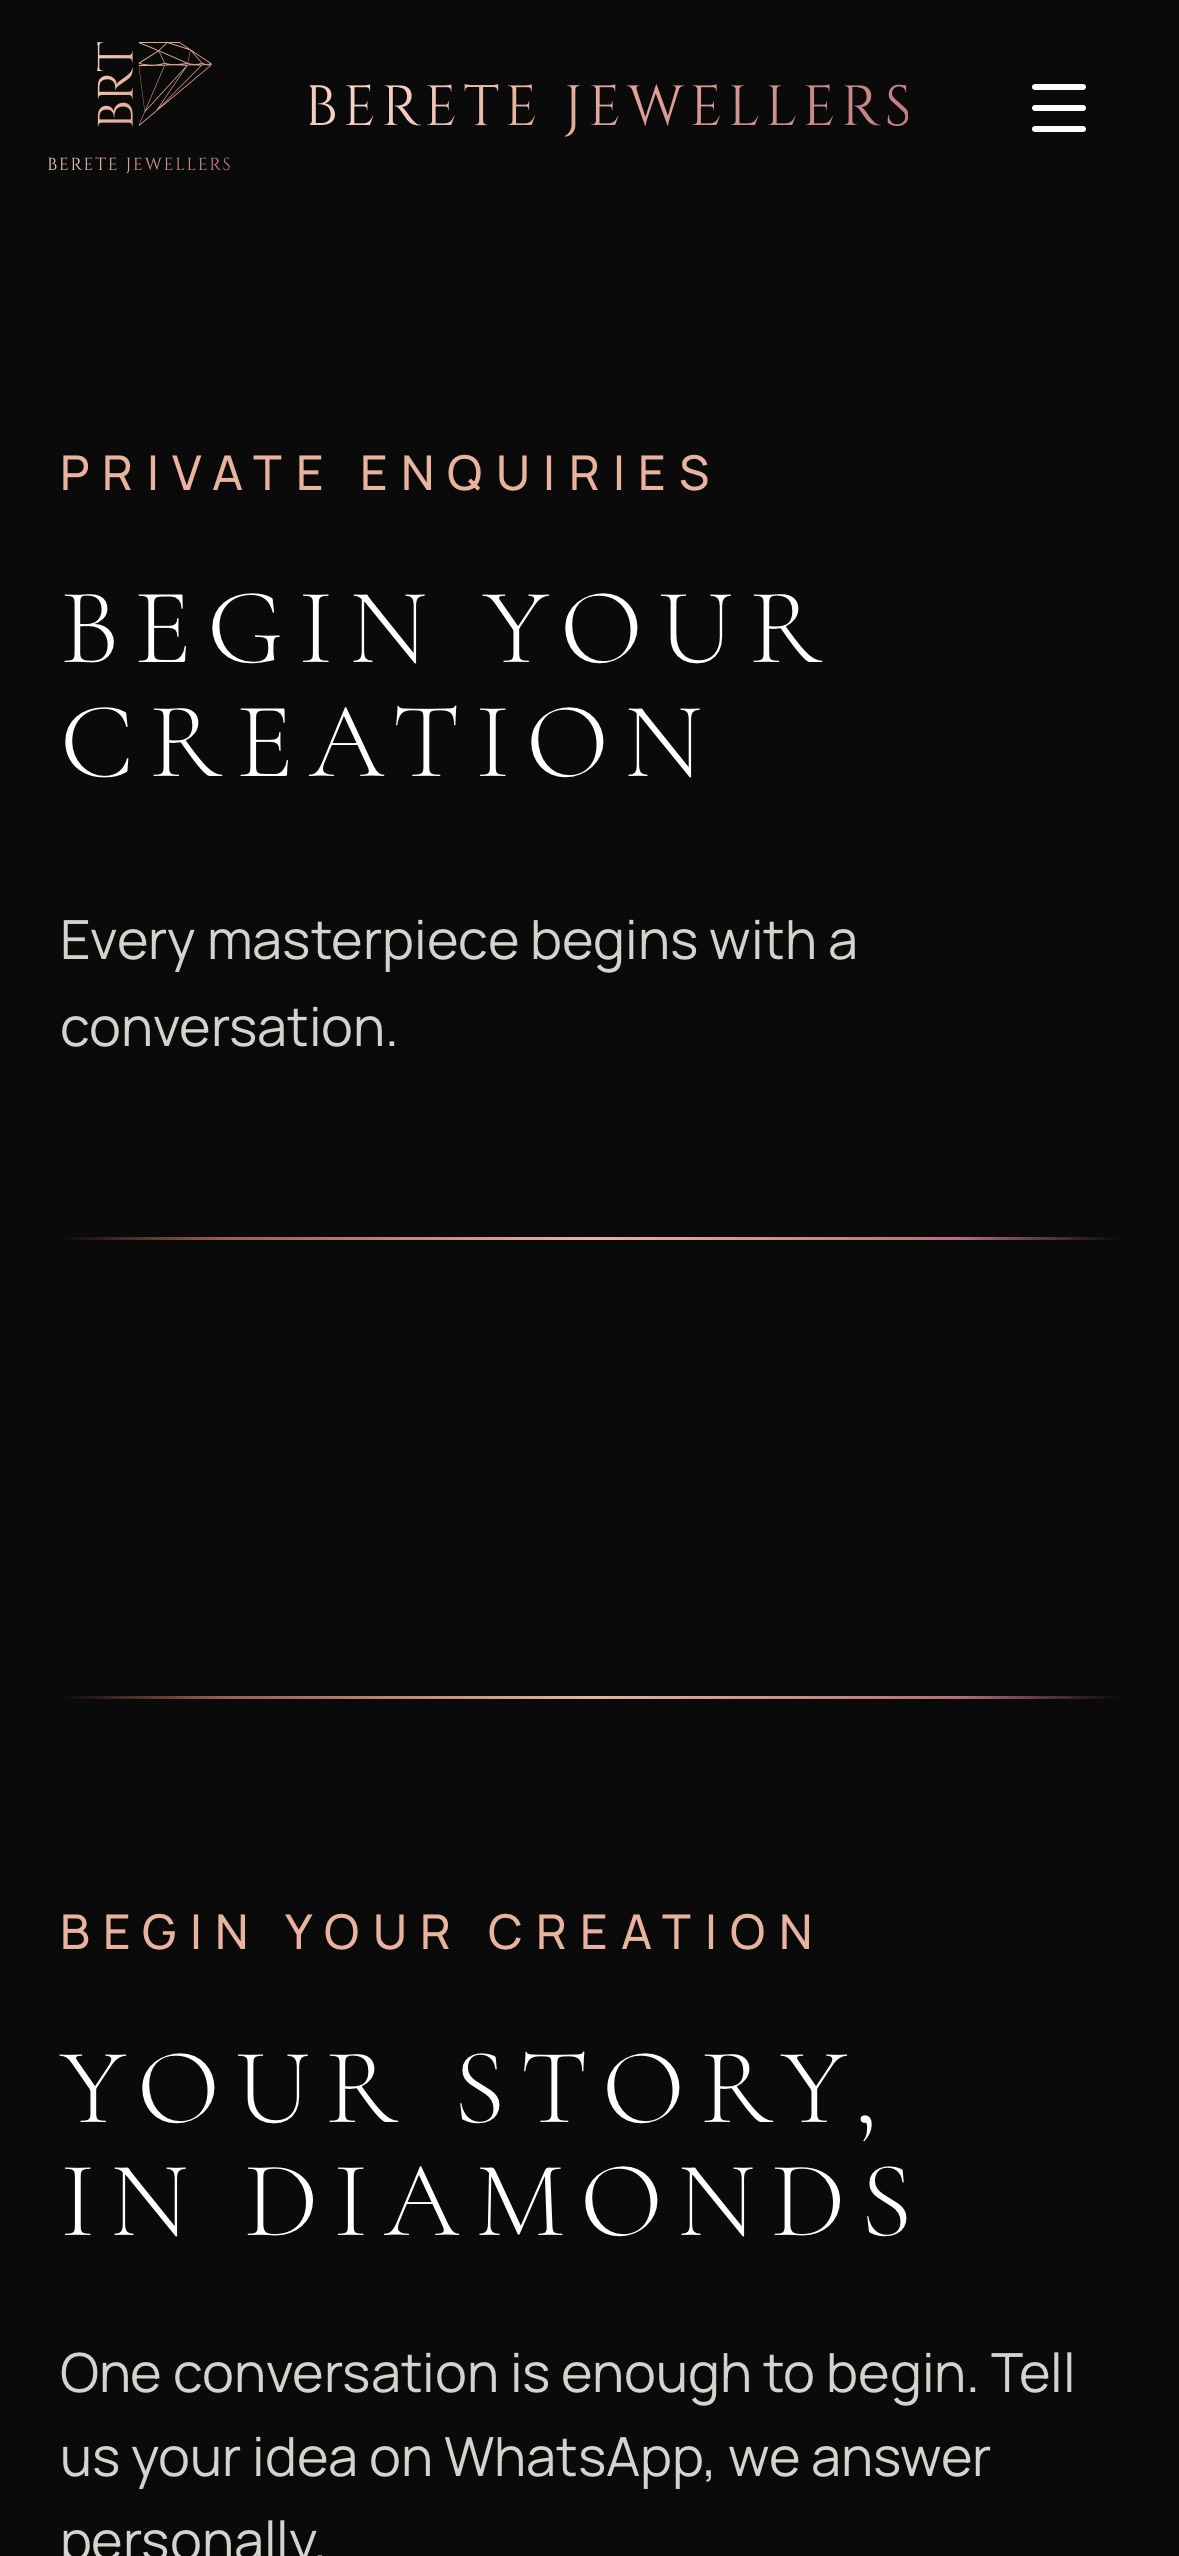 BRT
BERETE JEWELLERS
BERETE JEWELLERS
PRIVATE ENQUIRIES
BEGIN YOUR
CREATION
Every masterpiece begins with a
conversation.
BEGIN YOUR CREATION
YOUR STORY,
IN DIAMONDS
One conversation is enough to begin. Tell
us your idea on WhatsApp, we answer
personally.